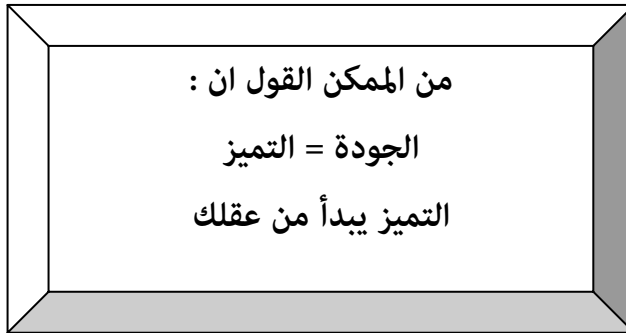 من الممكن القول ان :
الجودة = التميز
التميز يبدأ من عقلك